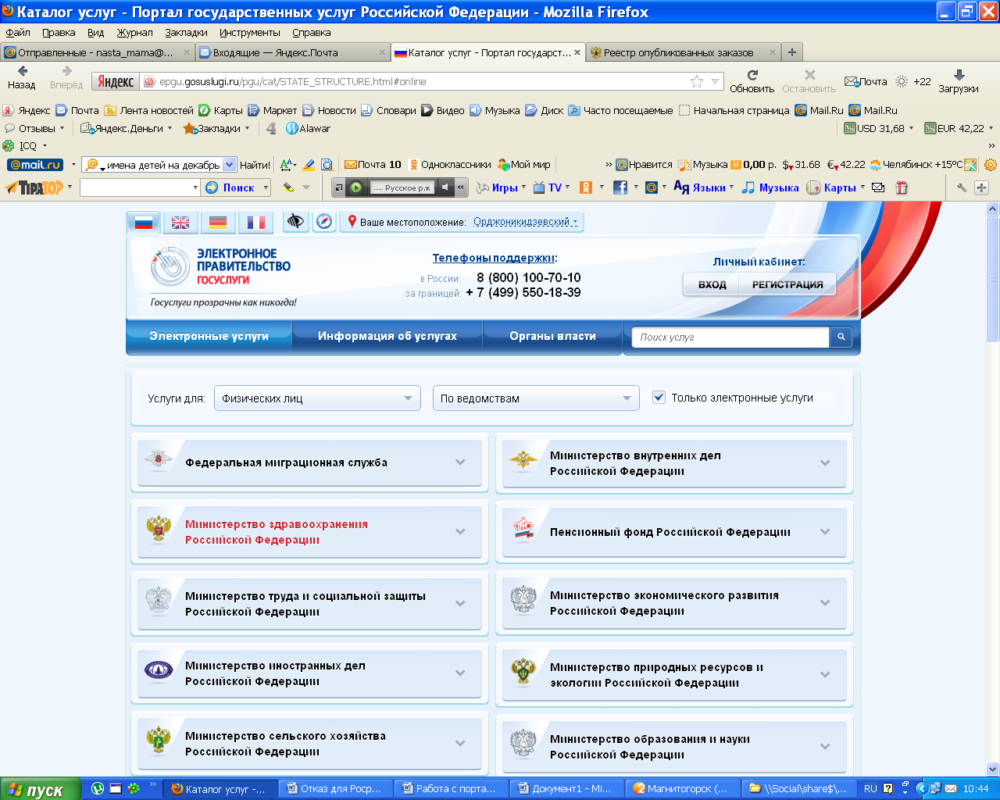 Каталог услуг - Портал государственных услуг Российской Федерации - Mozilla Firefox
Файл Правка Вид Журнал Закладки Инструменты Справка
Отправленные - nasta_mama@... Входящие — Яндекс.Почта Каталог услуг - Портал государст... Реестр опубликованных заказов
Назад Вперёд Яндекс epgu.gosuslugi.ru/pgu/cat/STATE_STRUCTURE.html#online Обновить Остановить Почта +22 Загрузки
Яндекс Почта Лента новостей Карты Маркет Новости Словари Видео Музыка Диск Часто посещаемые Начальная страница Mail.Ru Mail.Ru
Отзывы Яндекс.Деньги Закладки 4 Alawar USD 31,68 EUR 42,22
ICQ »
@mail.ru имена детей на декабрь Найти! Почта 10 Одноклассники Мой мир » Нравится Музыка 0,00 р. $ 31.68 € 42.22 Челябинск +15°C
TIPATOP Поиск ..... Русское р.ж « Игры TV Языки Музыка Карты
Ваше местоположение: Орджоникидзевский
ЭЛЕКТРОННОЕ
ПРАВИТЕЛЬСТВО
ГОСУСЛУГИ
Госуслуги прозрачны как никогда!
Телефоны поддержки:
в России: 8 (800) 100-70-10
за границей: + 7 (499) 550-18-39
Личный кабинет:
ВХОД РЕГИСТРАЦИЯ
Электронные услуги Информация об услугах Органы власти Поиск услуг
Услуги для: Физических лиц По ведомствам Только электронные услуги
Федеральная миграционная служба
Министерство внутренних дел
Российской Федерации
Министерство здравоохранения
Российской Федерации
Пенсионный фонд Российской Федерации
Министерство труда и социальной защиты
Российской Федерации
Министерство экономического развития
Российской Федерации
Министерство иностранных дел
Российской Федерации
Министерство природных ресурсов и
экологии Российской Федерации
Министерство сельского хозяйства
Российской Федерации
Министерство образования и науки
Российской Федерации
пуск » Каталог услуг -... Отказ для Роср... Работа с порта... Документ1 - Mi... Магнитогорск (... \\Social\share$\... RU 10:44